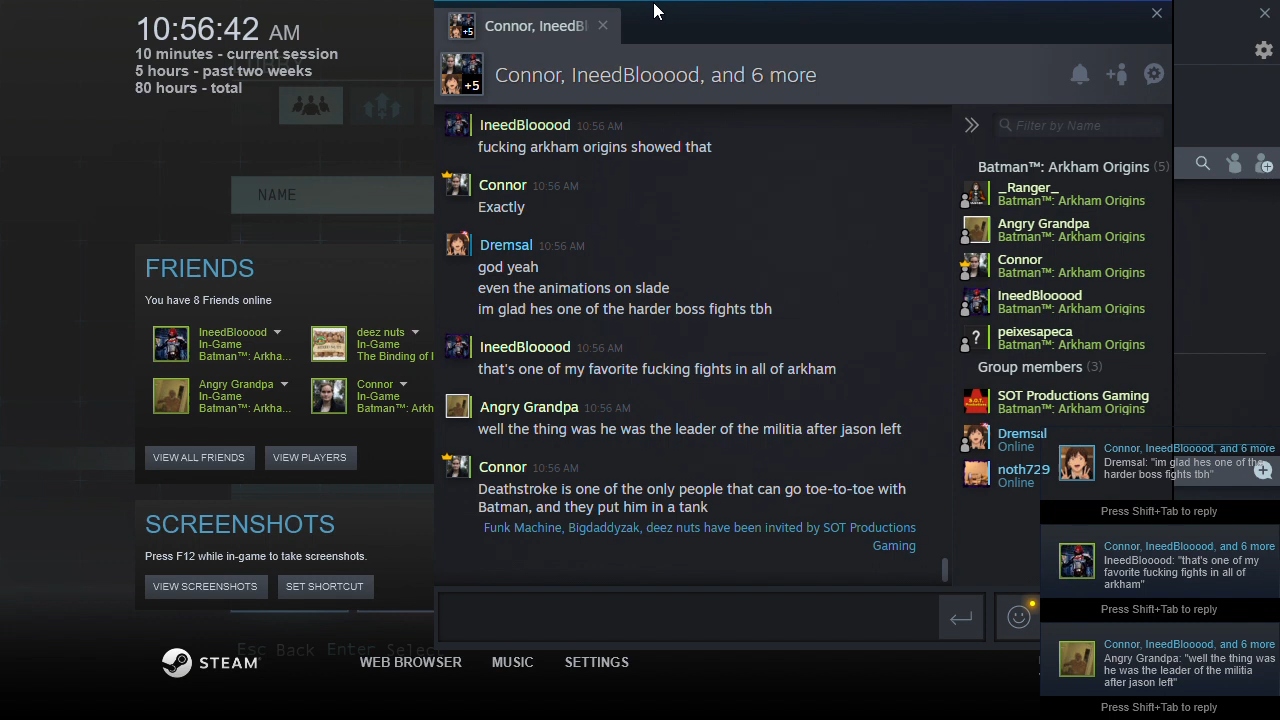 10:56:42 AM
10 minutes - current session
5 hours - past two weeks
80 hours - total
NAME
FRIENDS
You have 8 Friends online
IneedBlooood
In-Game
Batman™: Arkha...
deez nuts
In-Game
The Binding of I
Angry Grandpa
In-Game
Batman™: Arkha...
Connor
In-Game
Batman™: Ark
VIEW ALL FRIENDS
VIEW PLAYERS
SCREENSHOTS
Press F12 while in-game to take screenshots.
VIEW SCREENSHOTS
SET SHORTCUT
Esc Back Enter Select
STEAM
WEB BROWSER
MUSIC
SETTINGS
+5
Connor, IneedBl
+5
Connor, IneedBlooood, and 6 more
IneedBlooood 10:56 AM
fucking arkham origins showed that
Connor 10:56 AM
Exactly
Dremsal 10:56 AM
god yeah
even the animations on slade
im glad hes one of the harder boss fights tbh
IneedBlooood 10:56 AM
that's one of my favorite fucking fights in all of arkham
Angry Grandpa 10:56 AM
well the thing was he was the leader of the militia after jason left
Connor 10:56 AM
Deathstroke is one of the only people that can go toe-to-toe with
Batman, and they put him in a tank
Funk Machine, Bigdaddyzak, deez nuts have been invited by SOT Productions
Gaming
Filter by Name
Batman™: Arkham Origins (5)
_Ranger_
Batman™: Arkham Origins
Angry Grandpa
Batman™: Arkham Origins
Connor
Batman™: Arkham Origins
IneedBlooood
Batman™: Arkham Origins
?
peixesapeca
Batman™: Arkham Origins
Group members (3)
SOT Productions Gaming
Batman™: Arkham Origins
Dremsal
Online
noth729
Online
Connor, IneedBlooood, and 6 more
Dremsal: "im glad hes one of the
harder boss fights tbh"
Press Shift+Tab to reply
Connor, IneedBlooood, and 6 more
IneedBlooood: "that's one of my
favorite fucking fights in all of
arkham"
Press Shift+Tab to reply
Connor, IneedBlooood, and 6 more
Angry Grandpa: "well the thing was
he was the leader of the militia
after jason left"
Press Shift+Tab to reply